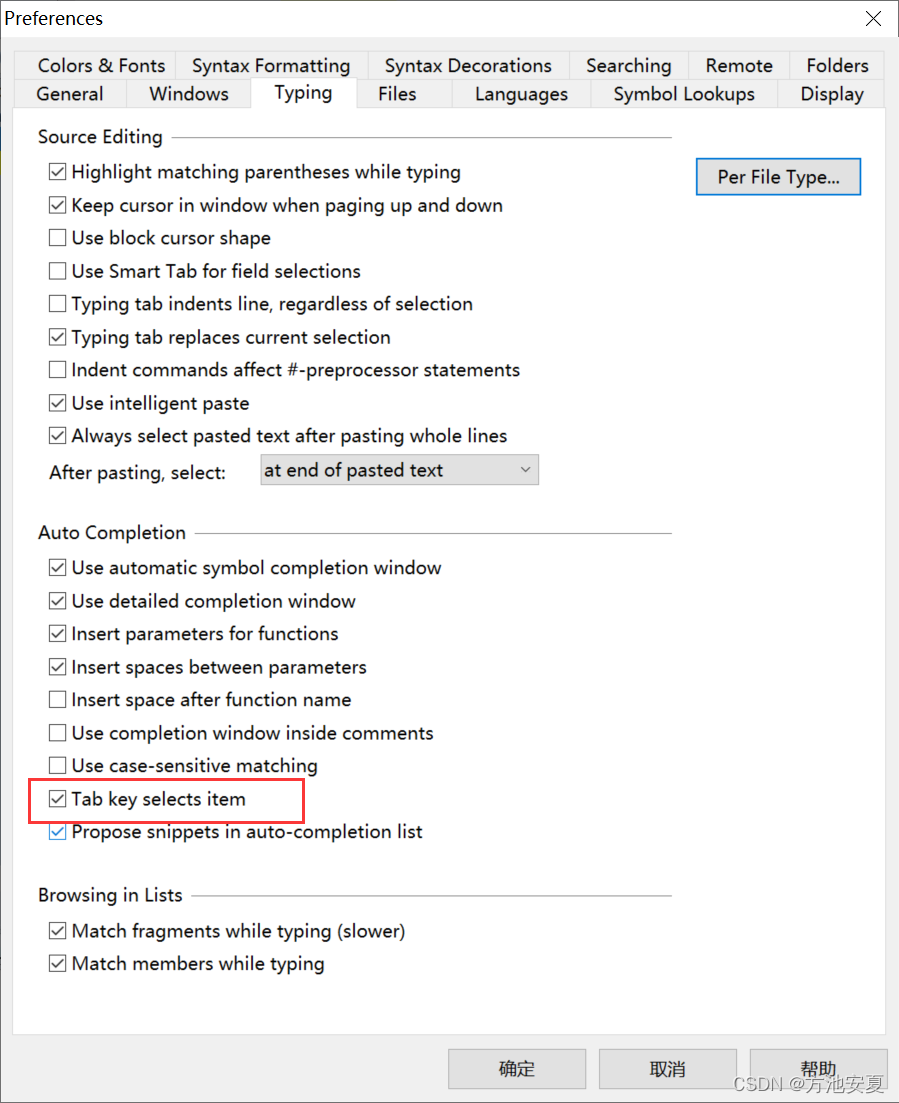 Preferences
Colors & Fonts Syntax Formatting Syntax Decorations Searching Remote Folders
General Windows Typing Files Languages Symbol Lookups Display
Source Editing
Highlight matching parentheses while typing
Per File Type...
Keep cursor in window when paging up and down
Use block cursor shape
Use Smart Tab for field selections
Typing tab indents line, regardless of selection
Typing tab replaces current selection
Indent commands affect #-preprocessor statements
Use intelligent paste
Always select pasted text after pasting whole lines
After pasting, select: at end of pasted text
Auto Completion
Use automatic symbol completion window
Use detailed completion window
Insert parameters for functions
Insert spaces between parameters
Insert space after function name
Use completion window inside comments
Use case-sensitive matching
Tab key selects item
Propose snippets in auto-completion list
Browsing in Lists
Match fragments while typing (slower)
Match members while typing
确定 取消 帮助
CSDN @方池安夏